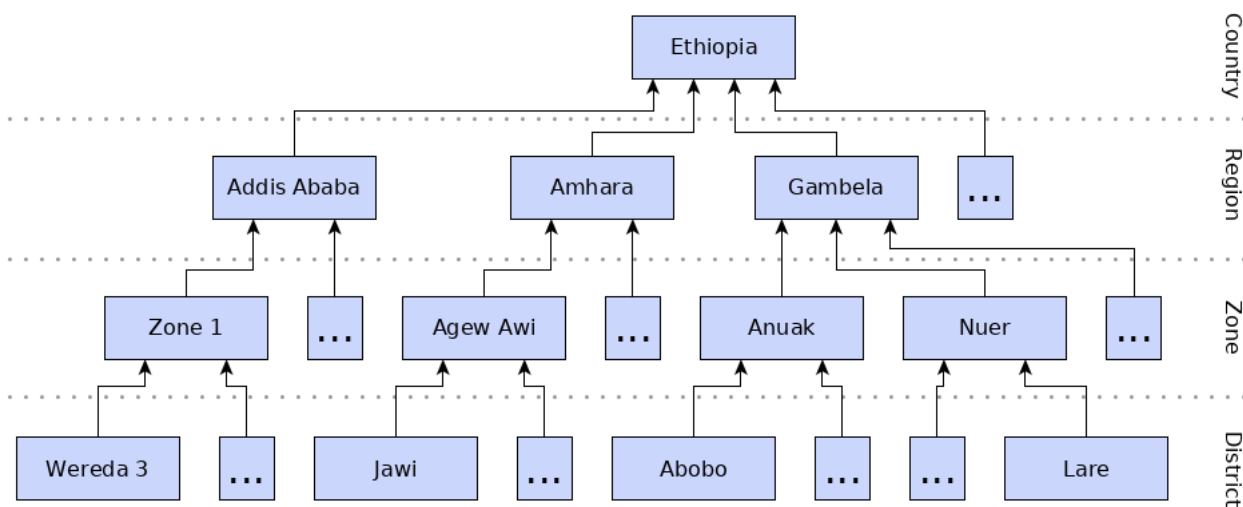 Ethiopia
Country
Addis Ababa
Amhara
Gambela
...
Region
Zone 1
...
Agew Awi
...
Anuak
Nuer
...
Zone
Wereda 3
...
Jawi
...
Abobo
...
...
Lare
District